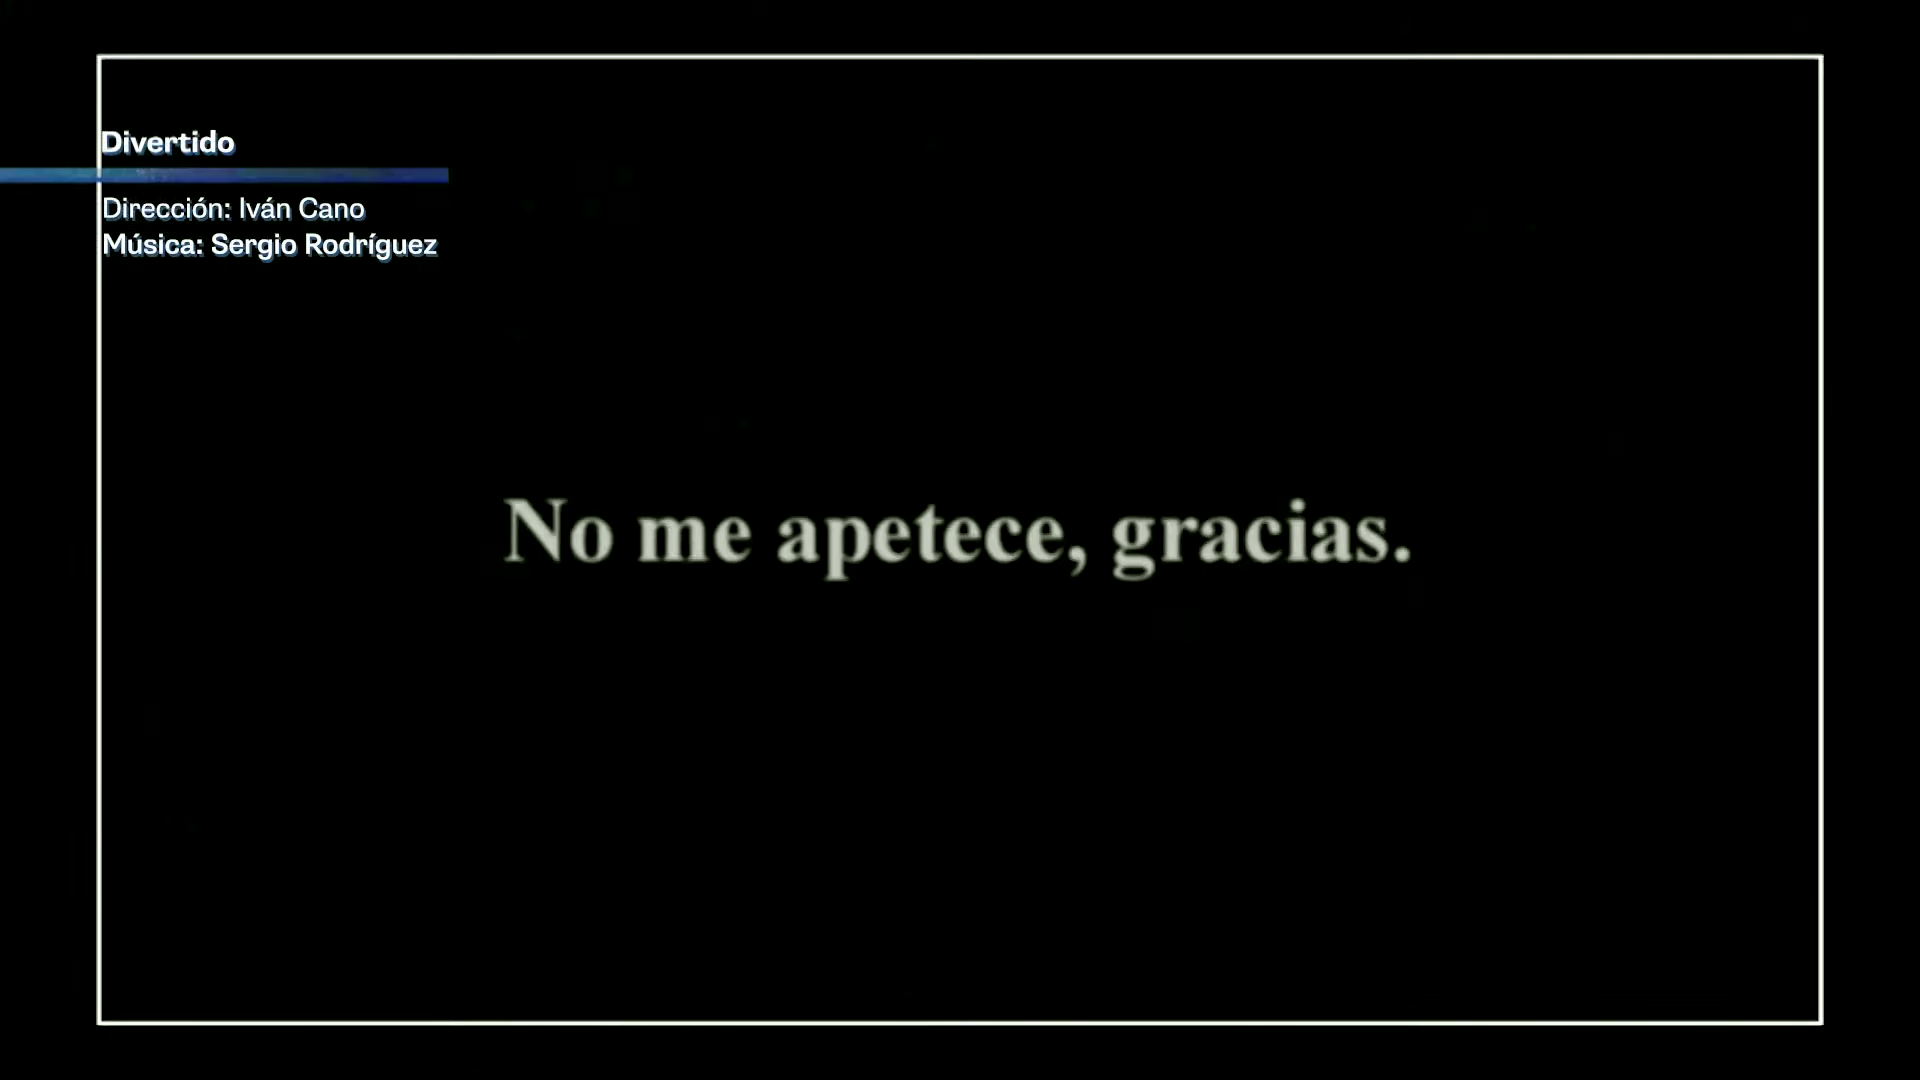 Divertido
Dirección: Iván Cano
Música: Sergio Rodríguez
No me apetece, gracias.